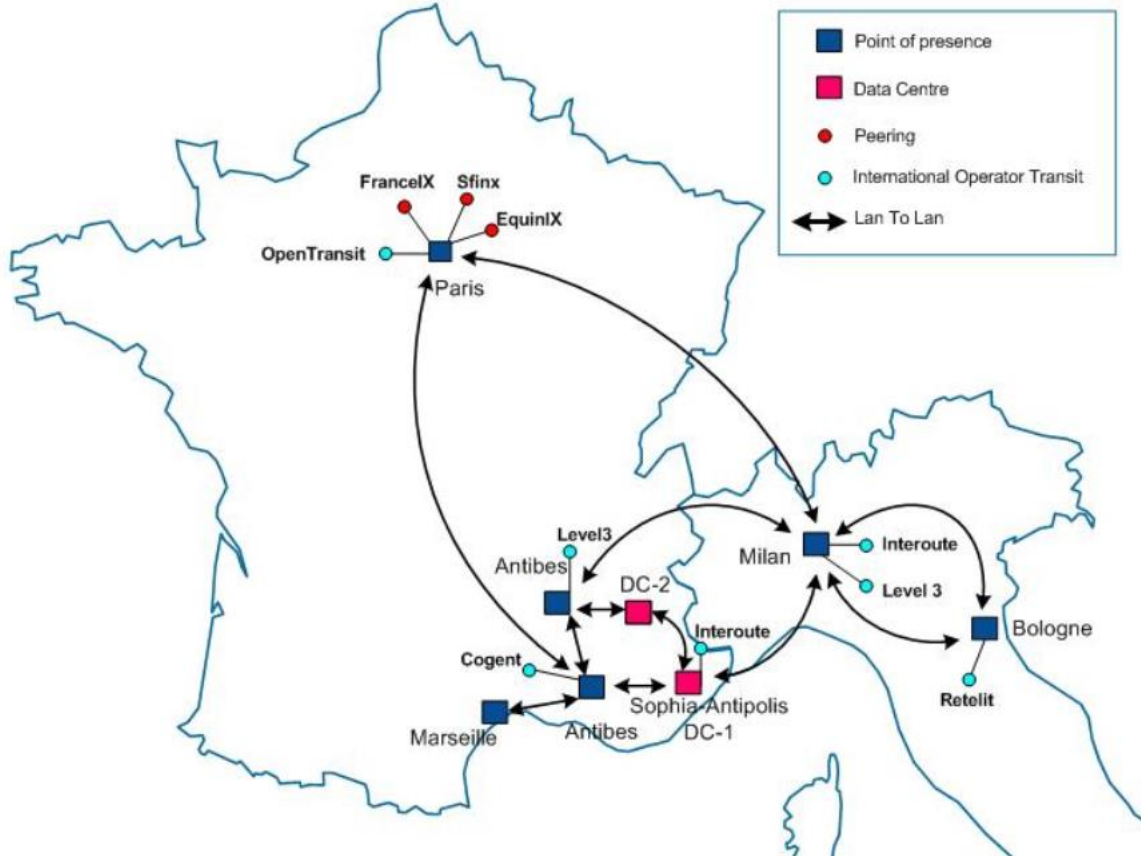 Point of presence
Data Centre
Peering
International Operator Transit
Lan To Lan
FranceIX
Sfinx
EquinIX
OpenTransit
Paris
Level3
Antibes
DC-2
Milan
Interoute
Level 3
Interoute
Bologne
Cogent
Sophia-Antipolis
DC-1
Retelit
Marseille
Antibes